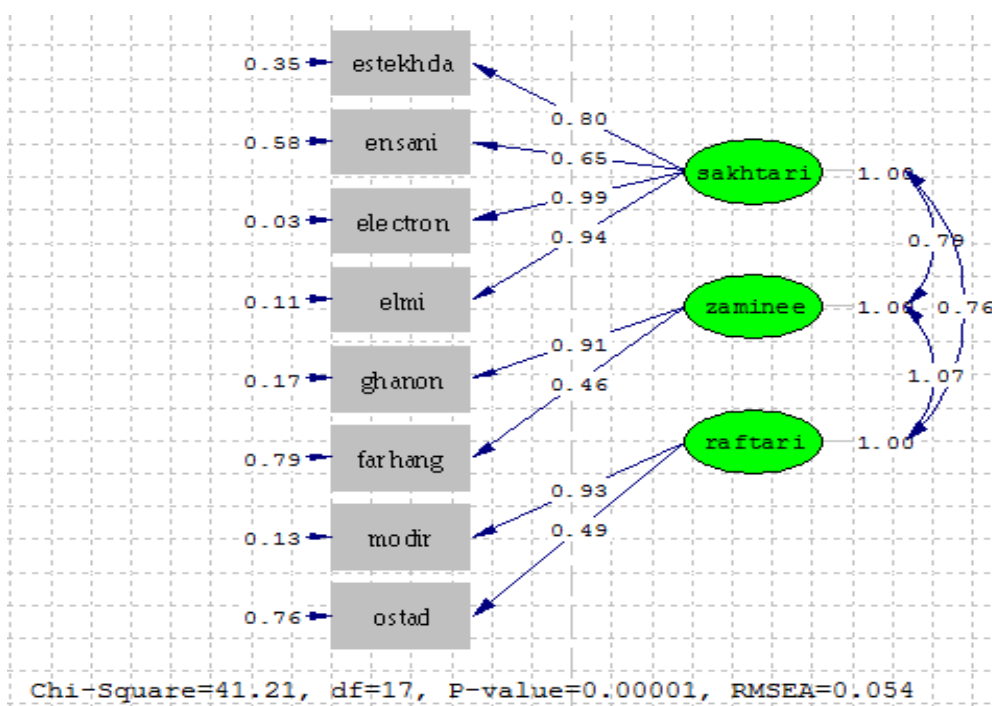 0.35 estekhda
0.80
0.58 ensani
0.65
sakhtari 1.00
0.99
0.03 electron
0.94
0.79
0.11 elmi
zaminee 1.00 0.76
0.91
0.17 ghanon
0.46
1.07
0.79 farhang
raftari 1.00
0.93
0.13 modir
0.49
0.76 ostad
Chi-Square=41.21, df=17, P-value=0.00001, RMSEA=0.054